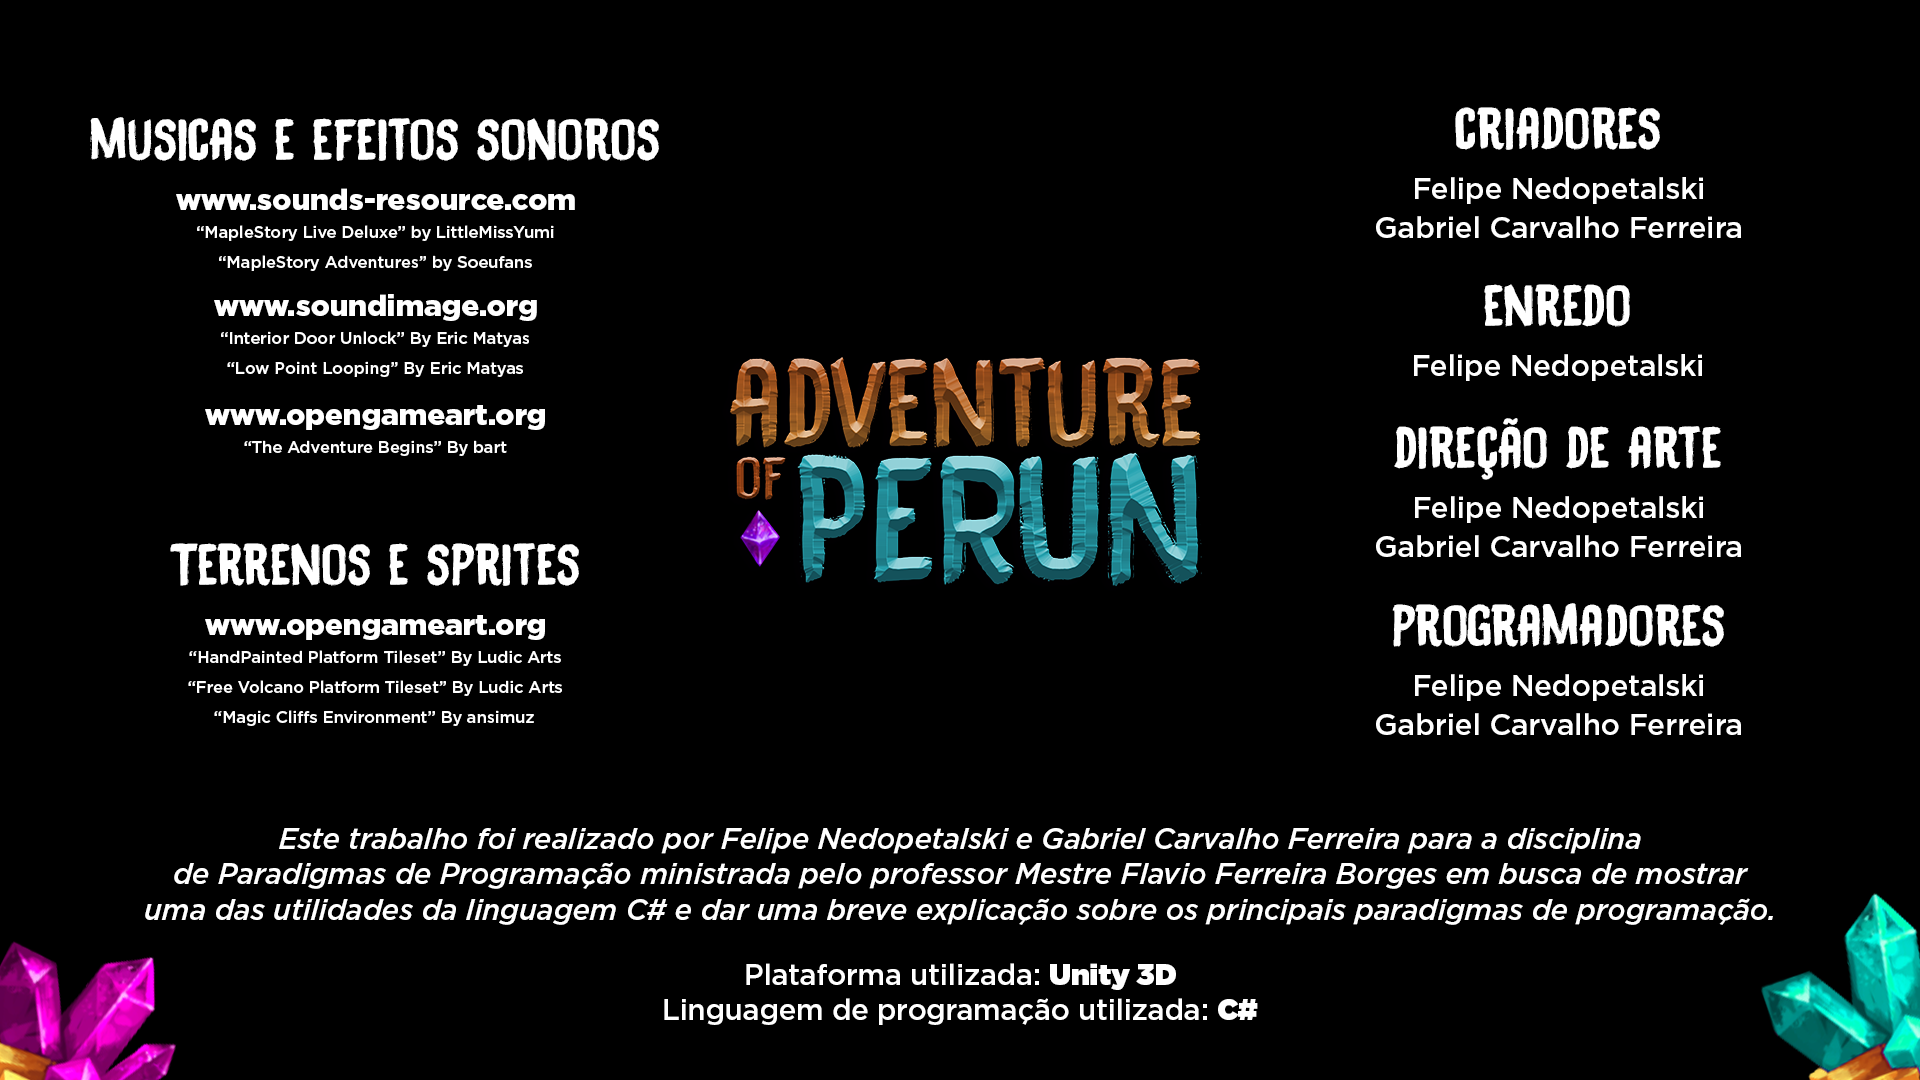 MUSICAS E EFEITOS SONOROS
www.sounds-resource.com
“MapleStory Live Deluxe” by LittleMissYumi
“MapleStory Adventures” by Soeufans
www.soundimage.org
“Interior Door Unlock” By Eric Matyas
“Low Point Looping” By Eric Matyas
www.opengameart.org
“The Adventure Begins” By bart
TERRENOS E SPRITES
www.opengameart.org
“HandPainted Platform Tileset” By Ludic Arts
“Free Volcano Platform Tileset” By Ludic Arts
“Magic Cliffs Environment” By ansimuz
ADVENTURE
OF PERUN
CRIADORES
Felipe Nedopetalski
Gabriel Carvalho Ferreira
ENREDO
Felipe Nedopetalski
DIREÇÃO DE ARTE
Felipe Nedopetalski
Gabriel Carvalho Ferreira
PROGRAMADORES
Felipe Nedopetalski
Gabriel Carvalho Ferreira
Este trabalho foi realizado por Felipe Nedopetalski e Gabriel Carvalho Ferreira para a disciplina
de Paradigmas de Programação ministrada pelo professor Mestre Flavio Ferreira Borges em busca de mostrar
uma das utilidades da linguagem C# e dar uma breve explicação sobre os principais paradigmas de programação.
Plataforma utilizada: Unity 3D
Linguagem de programação utilizada: C#